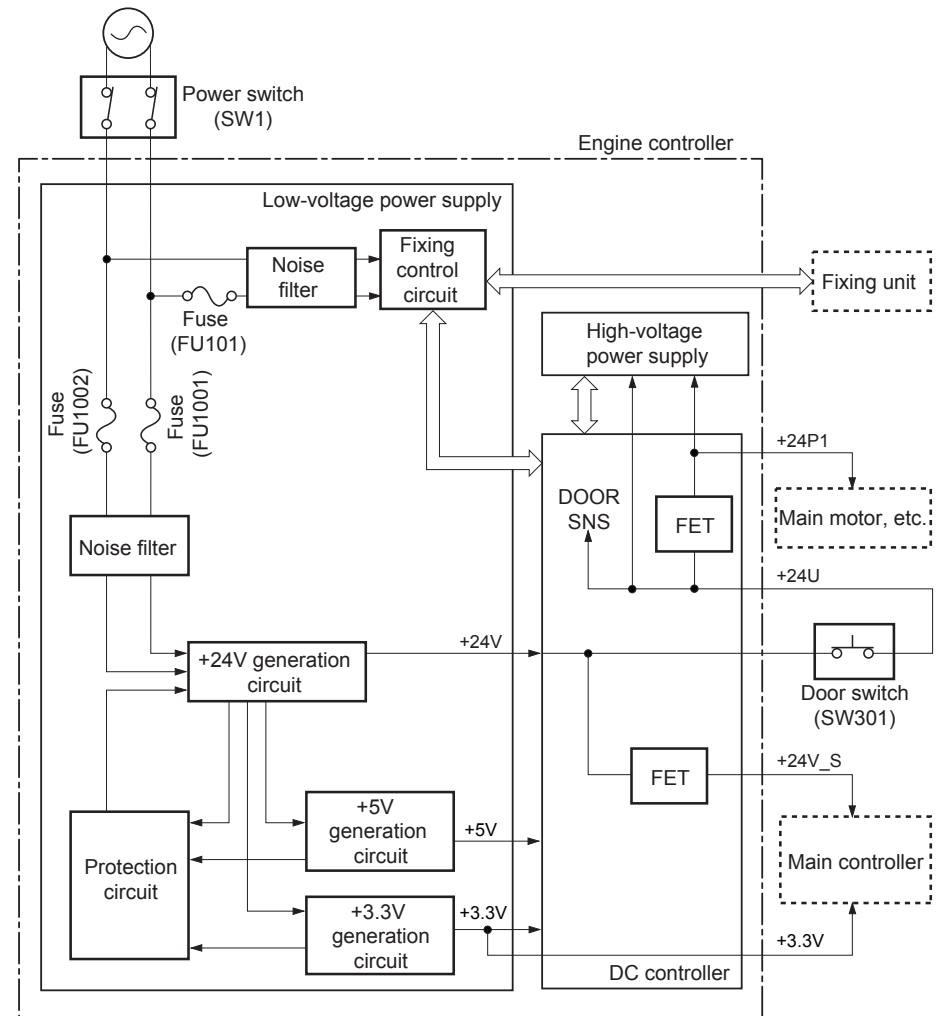 Power switch
(SW1)
Engine controller
Low-voltage power supply
Noise
filter
Fixing
control
circuit
Fixing unit
Fuse
(FU101)
High-voltage
power supply
Fuse
(FU1002)
Fuse
(FU1001)
+24P1
DOOR
SNS
FET
Main motor, etc.
Noise filter
+24U
+24V
+24V generation
circuit
Door switch
(SW301)
FET
+24V_S
+5V
generation
circuit
+5V
Protection
circuit
Main controller
+3.3V
generation
circuit
+3.3V
+3.3V
DC controller